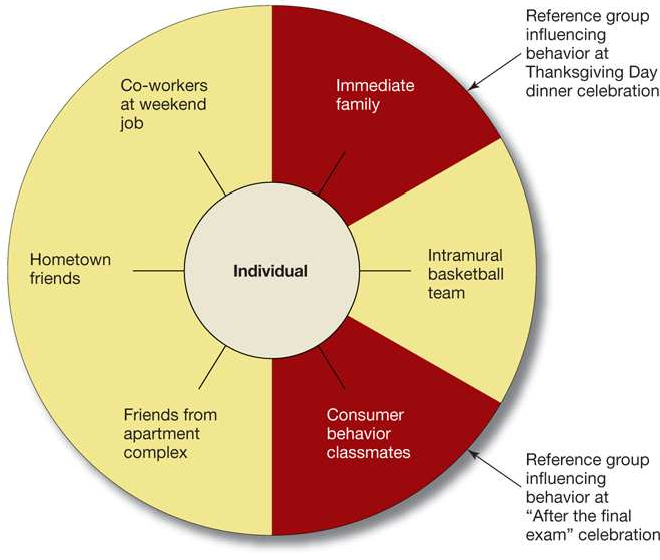 Reference group
influencing
behavior at
Thanksgiving Day
dinner celebration
Co-workers
at weekend
job
Immediate
family
Hometown
friends
Individual
Intramural
basketball
team
Friends from
apartment
complex
Consumer
behavior
classmates
Reference group
influencing
behavior at
“After the final
exam” celebration